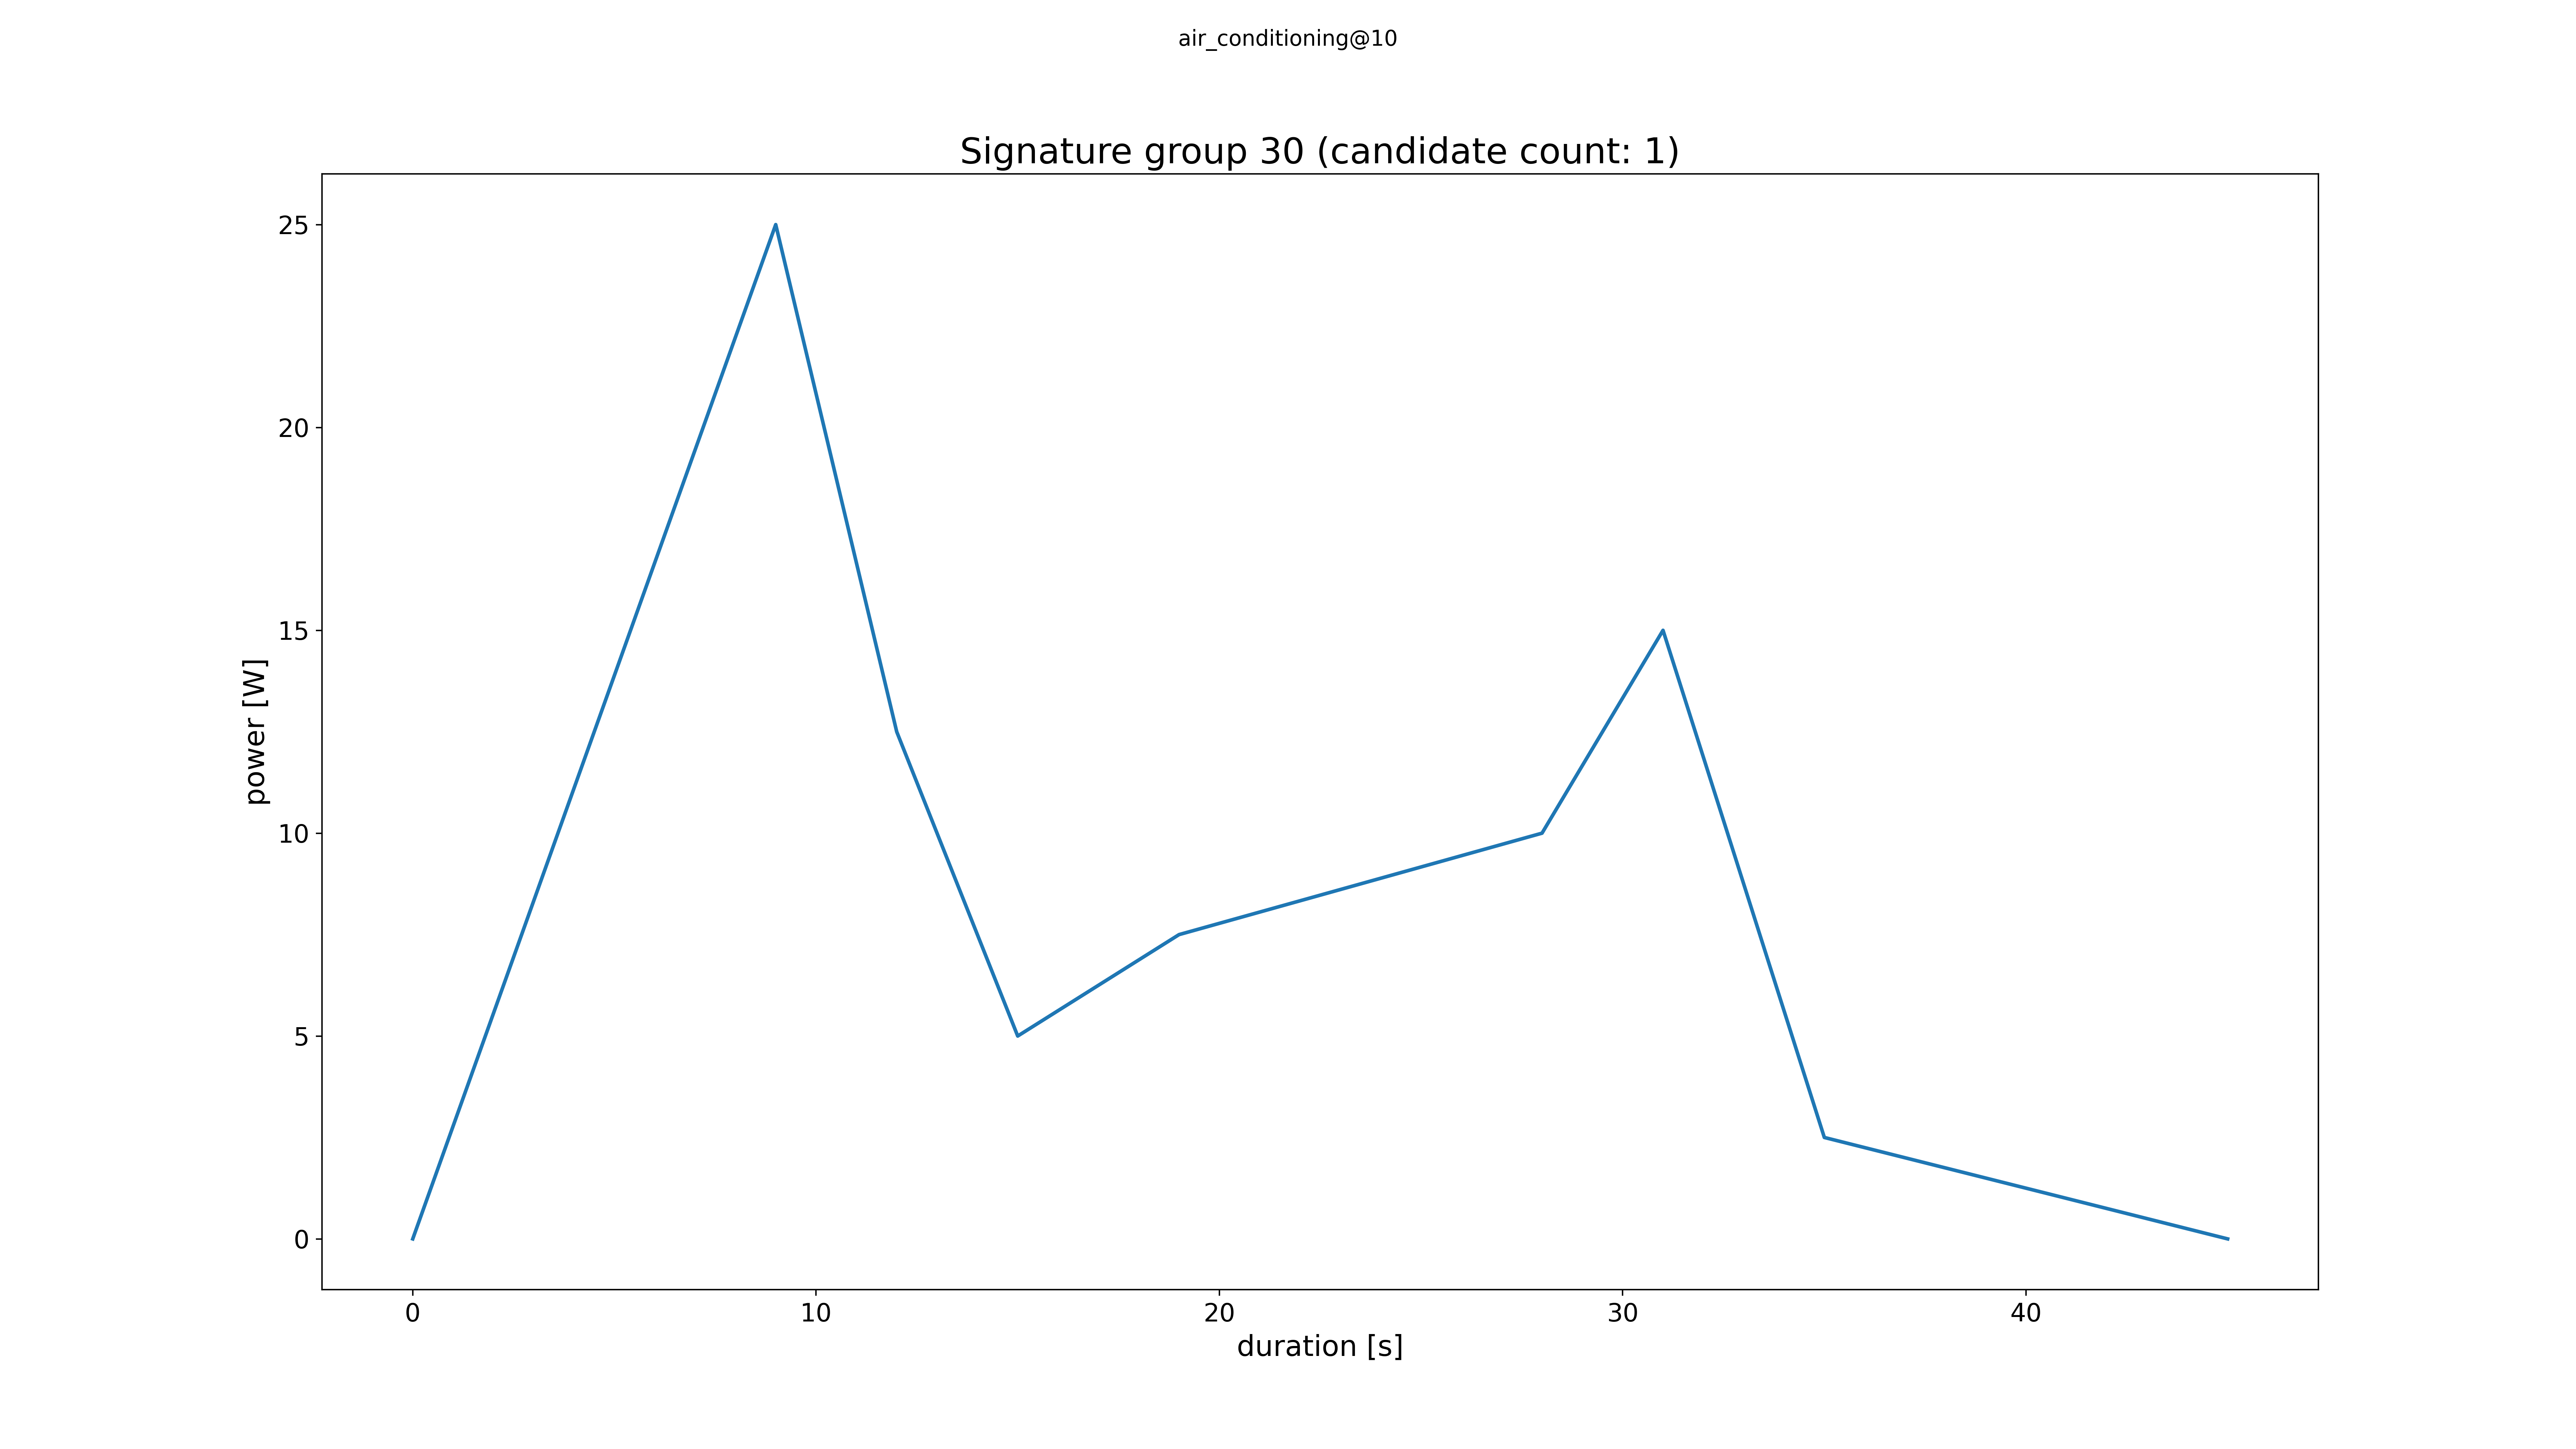 air_conditioning@10
Signature group 30 (candidate count: 1)
25
20
15
10
5
0
power [W]
0 10 20 30 40
duration [s]